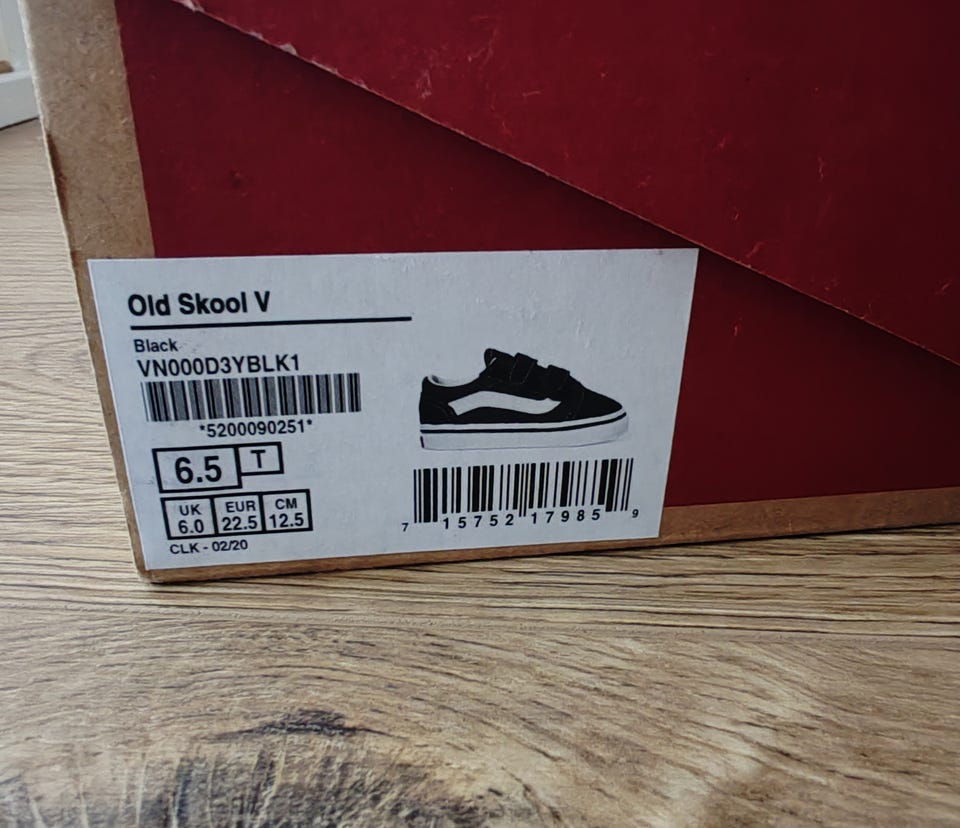 Old Skool V
Black
VN000D3YBLK1
*5200090251*
6.5 T
UK EUR CM
6.0 22.5 12.5
CLK - 02/20
7 15752 17985 9